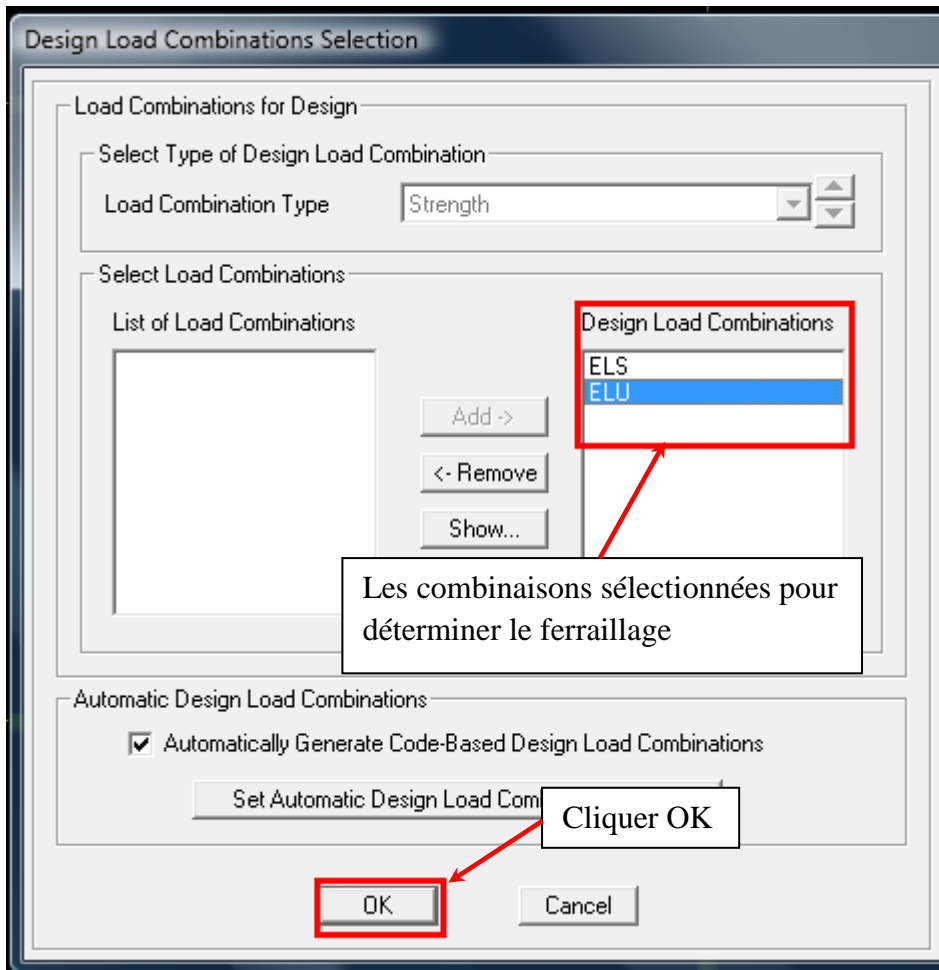 Design Load Combinations Selection
Load Combinations for Design
Select Type of Design Load Combination
Load Combination Type
Strength
Select Load Combinations
List of Load Combinations
Design Load Combinations
ELS
ELU
Add ->
<- Remove
Show...
Les combinaisons sélectionnées pour
déterminer le ferraillage
Automatic Design Load Combinations
Automatically Generate Code-Based Design Load Combinations
Set Automatic Design Load Com
Cliquer OK
OK
Cancel